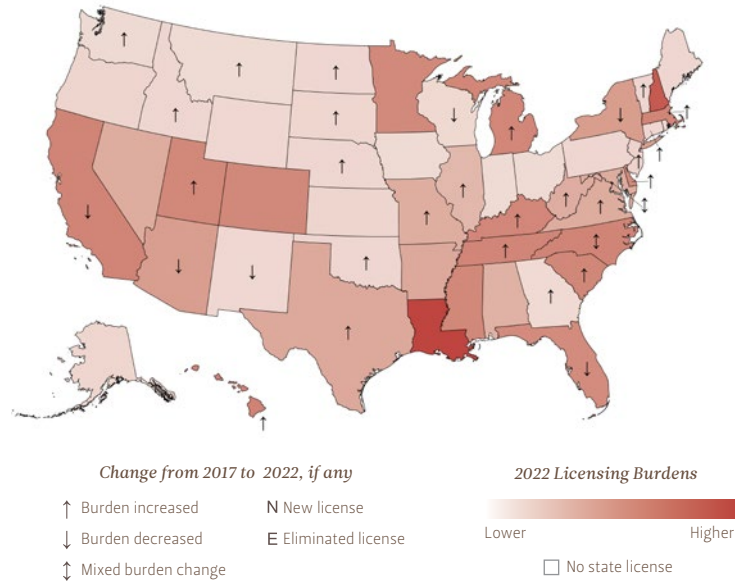 Change from 2017 to 2022, if any
↑ Burden increased
↓ Burden decreased
↕ Mixed burden change
N New license
E Eliminated license
2022 Licensing Burdens
Lower Higher
No state license